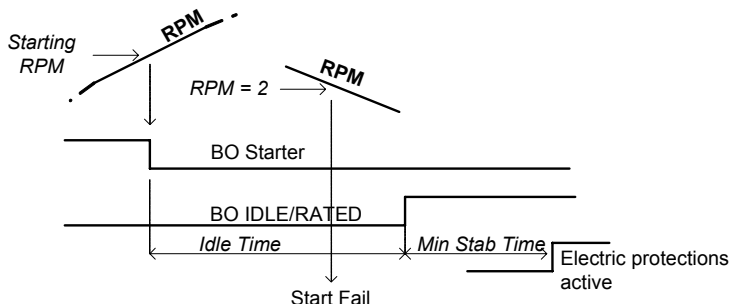 RPM
Starting
RPM
RPM
RPM = 2
BO Starter
BO IDLE/RATED
Idle Time
Min Stab Time
Electric protections
active
Start Fail